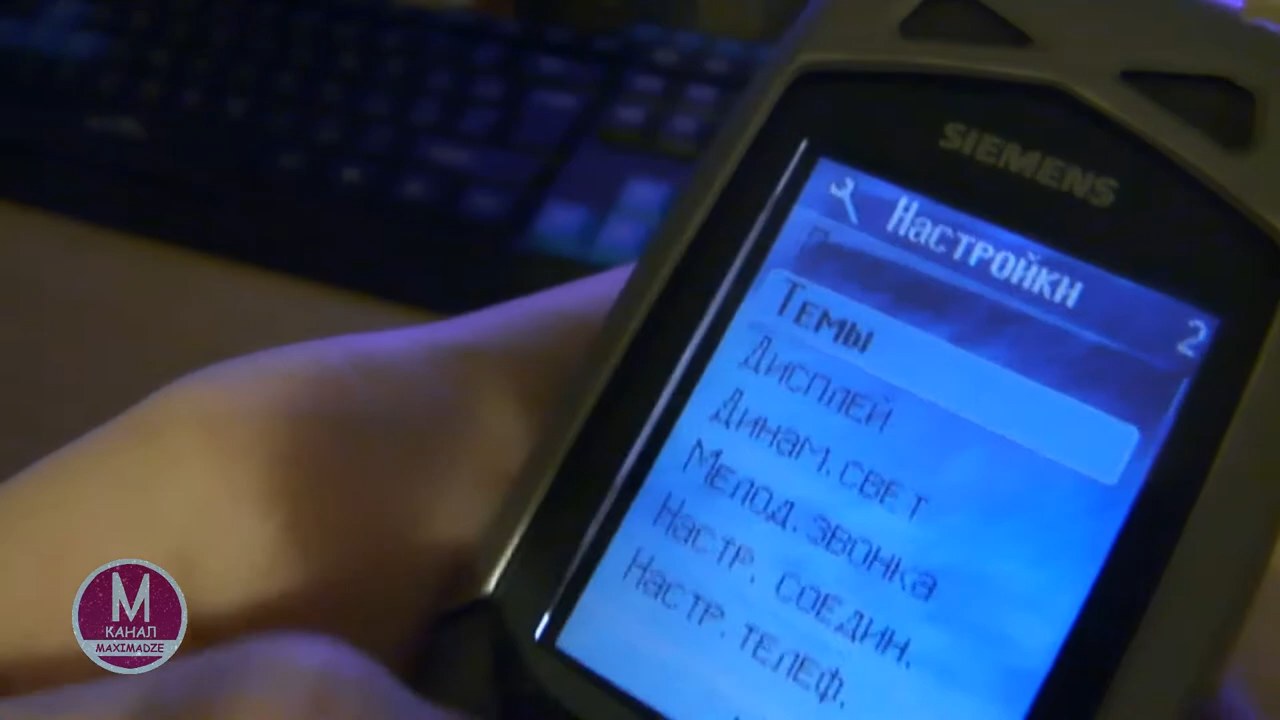 SIEMENS
Настройки
2
Темы
Дисплей
Динам.свет
Мелод.звонка
Настр. соедин.
Настр. телеф.
М
КАНАЛ
MAXIMADZE